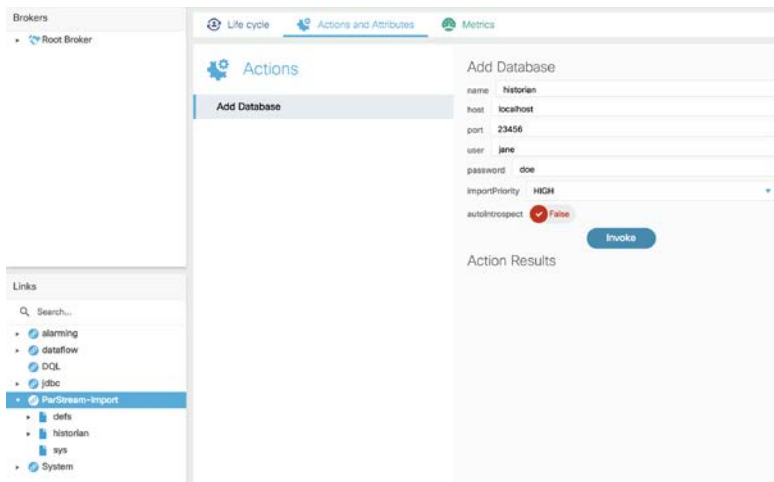 Brokers
Root Broker
Links
Search...
alarming
dataflow
DQL
jdbc
ParStream-Import
defs
historian
sys
System
Life cycle
Actions and Attributes
Metrics
Actions
Add Database
Add Database
name historian
host localhost
port 23456
user jane
password doe
importPriority HIGH
autoIntrospect False
Invoke
Action Results